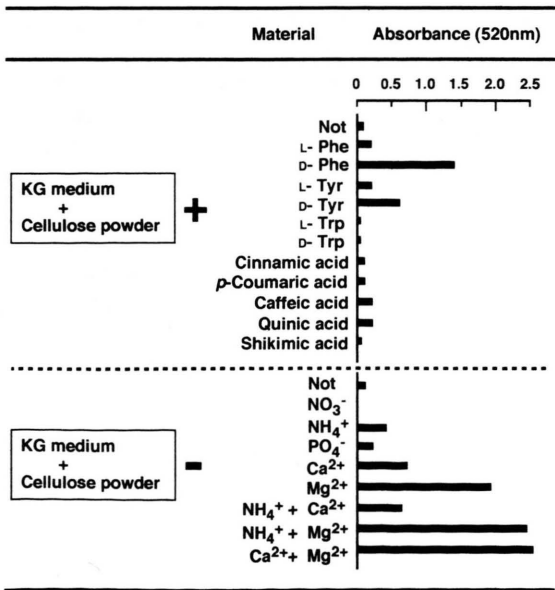 Material Absorbance (520nm)
0 0.5 1.0 1.5 2.0 2.5
Not
L- Phe
D- Phe
L- Tyr
D- Tyr
L- Trp
D- Trp
Cinnamic acid
p-Coumaric acid
Caffeic acid
Quinic acid
Shikimic acid
KG medium
+
Cellulose powder
+
Not
NO₃⁻
NH₄⁺
PO₄⁻
Ca²⁺
Mg²⁺
NH₄⁺ + Ca²⁺
NH₄⁺ + Mg²⁺
Ca²⁺+ Mg²⁺
KG medium
+
Cellulose powder
-